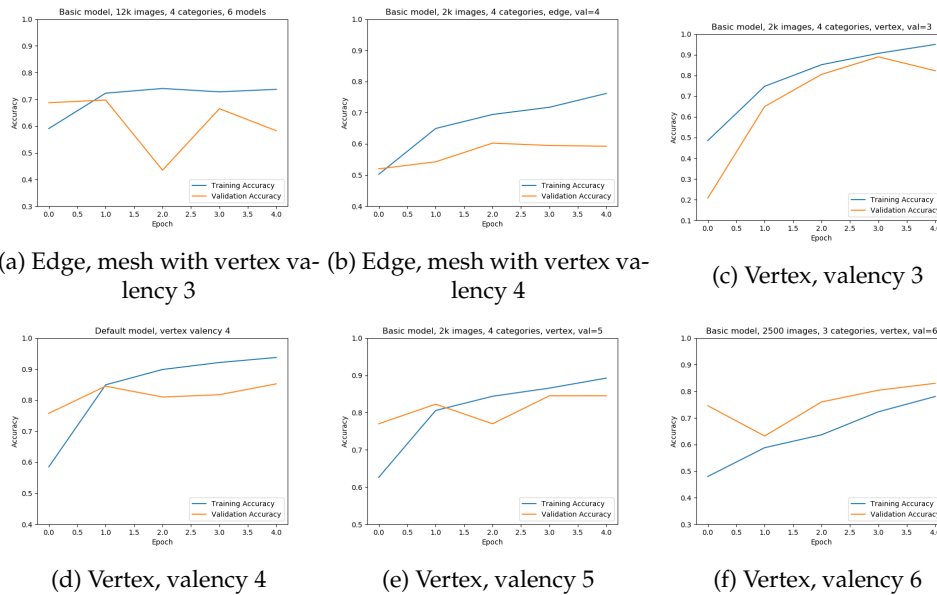 Basic model, 12k images, 4 categories, 6 models
1.0
0.9
0.8
0.7
0.6
0.5
0.4
0.3
Accuracy
0.0 0.5 1.0 1.5 2.0 2.5 3.0 3.5 4.0
Epoch
Training Accuracy
Validation Accuracy
(a) Edge, mesh with vertex va-
lency 3
Basic model, 2k images, 4 categories, edge, val=4
1.0
0.9
0.8
0.7
0.6
0.5
0.4
Accuracy
0.0 0.5 1.0 1.5 2.0 2.5 3.0 3.5 4.0
Epoch
Training Accuracy
Validation Accuracy
(b) Edge, mesh with vertex va-
lency 4
Basic model, 2k images, 4 categories, vertex, val=3
1.0
0.9
0.8
0.7
0.6
0.5
0.4
0.3
0.2
0.1
Accuracy
0.0 0.5 1.0 1.5 2.0 2.5 3.0 3.5 4.0
Epoch
Training Accuracy
Validation Accuracy
(c) Vertex, valency 3
Default model, vertex valency 4
1.0
0.9
0.8
0.7
0.6
0.5
0.4
Accuracy
0.0 0.5 1.0 1.5 2.0 2.5 3.0 3.5 4.0
Epoch
Training Accuracy
Validation Accuracy
(d) Vertex, valency 4
Basic model, 2k images, 4 categories, vertex, val=5
1.0
0.9
0.8
0.7
0.6
0.5
Accuracy
0.0 0.5 1.0 1.5 2.0 2.5 3.0 3.5 4.0
Epoch
Training Accuracy
Validation Accuracy
(e) Vertex, valency 5
Basic model, 2500 images, 3 categories, vertex, val=6
1.0
0.9
0.8
0.7
0.6
0.5
0.4
0.3
Accuracy
0.0 0.5 1.0 1.5 2.0 2.5 3.0 3.5 4.0
Epoch
Training Accuracy
Validation Accuracy
(f) Vertex, valency 6